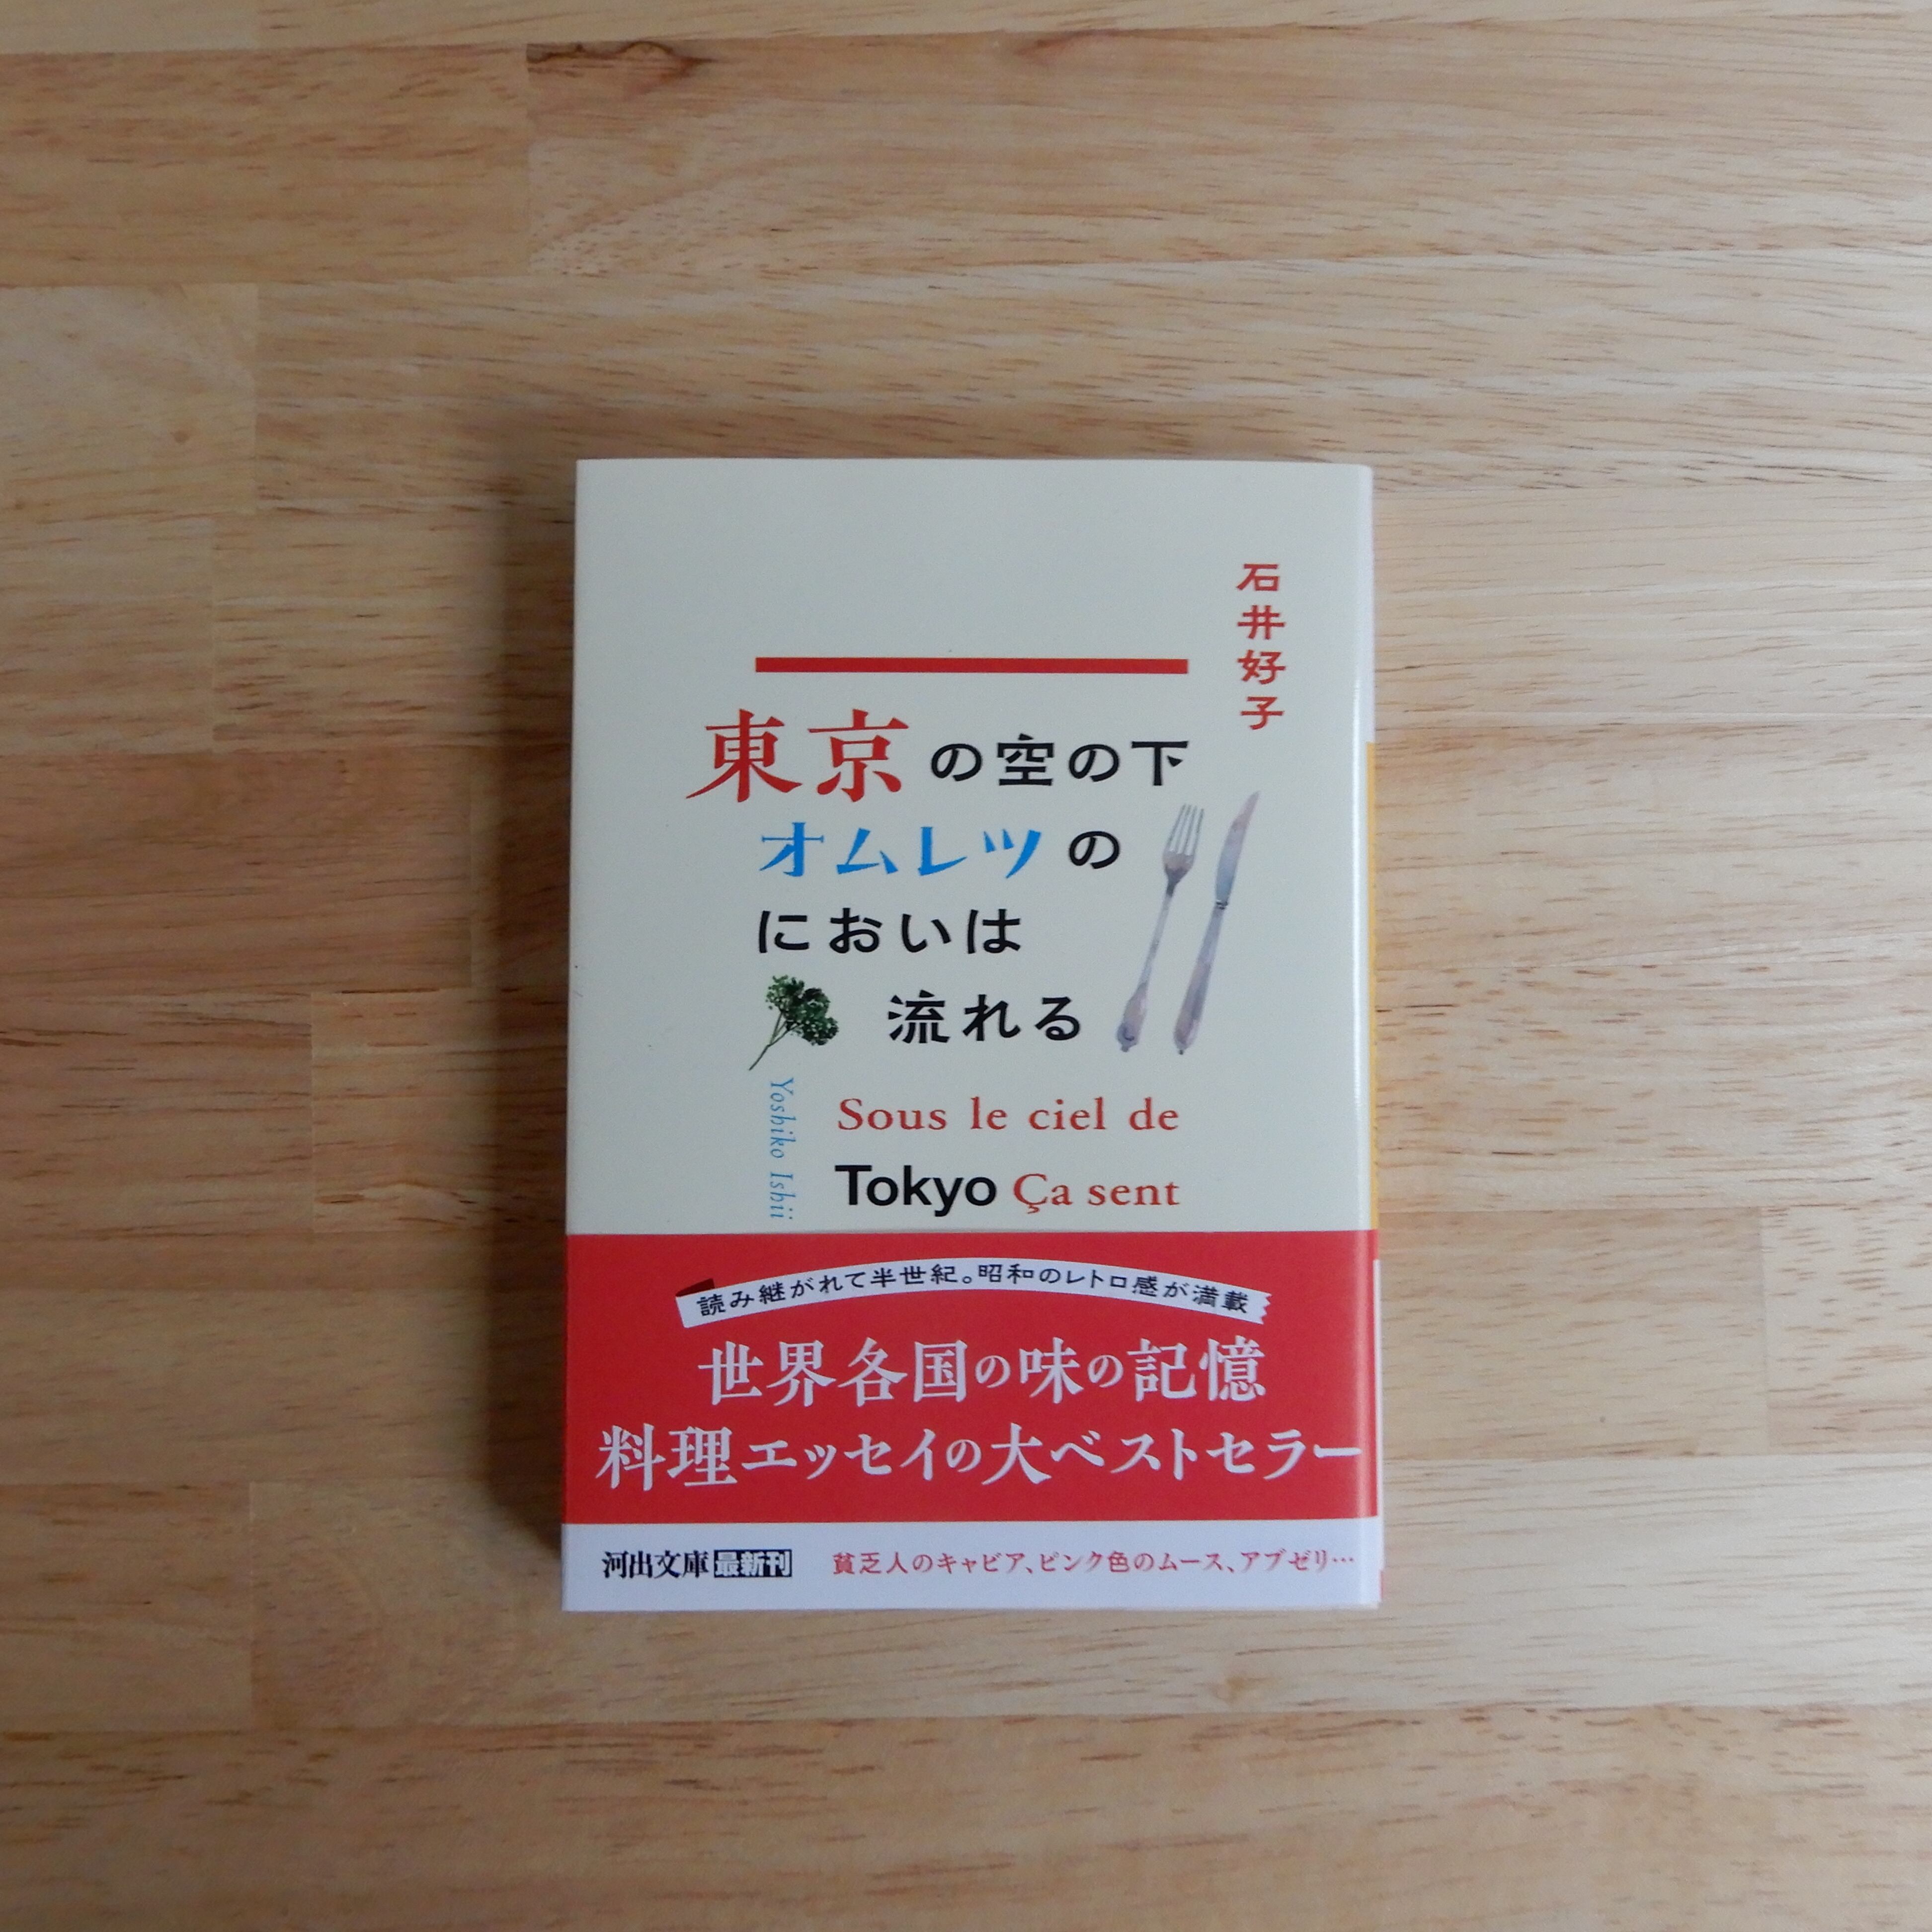 石井好子
東京の空の下
オムレツの
においは
流れる
Yoshiko Ishii
Sous le ciel de
Tokyo Ça sent
読み継がれて半世紀。昭和のレトロ感が満載
世界各国の味の記憶
料理エッセイの大ベストセラー
河出文庫 最新刊
貧乏人のキャビア、ピンク色のムース、アブゼリ…